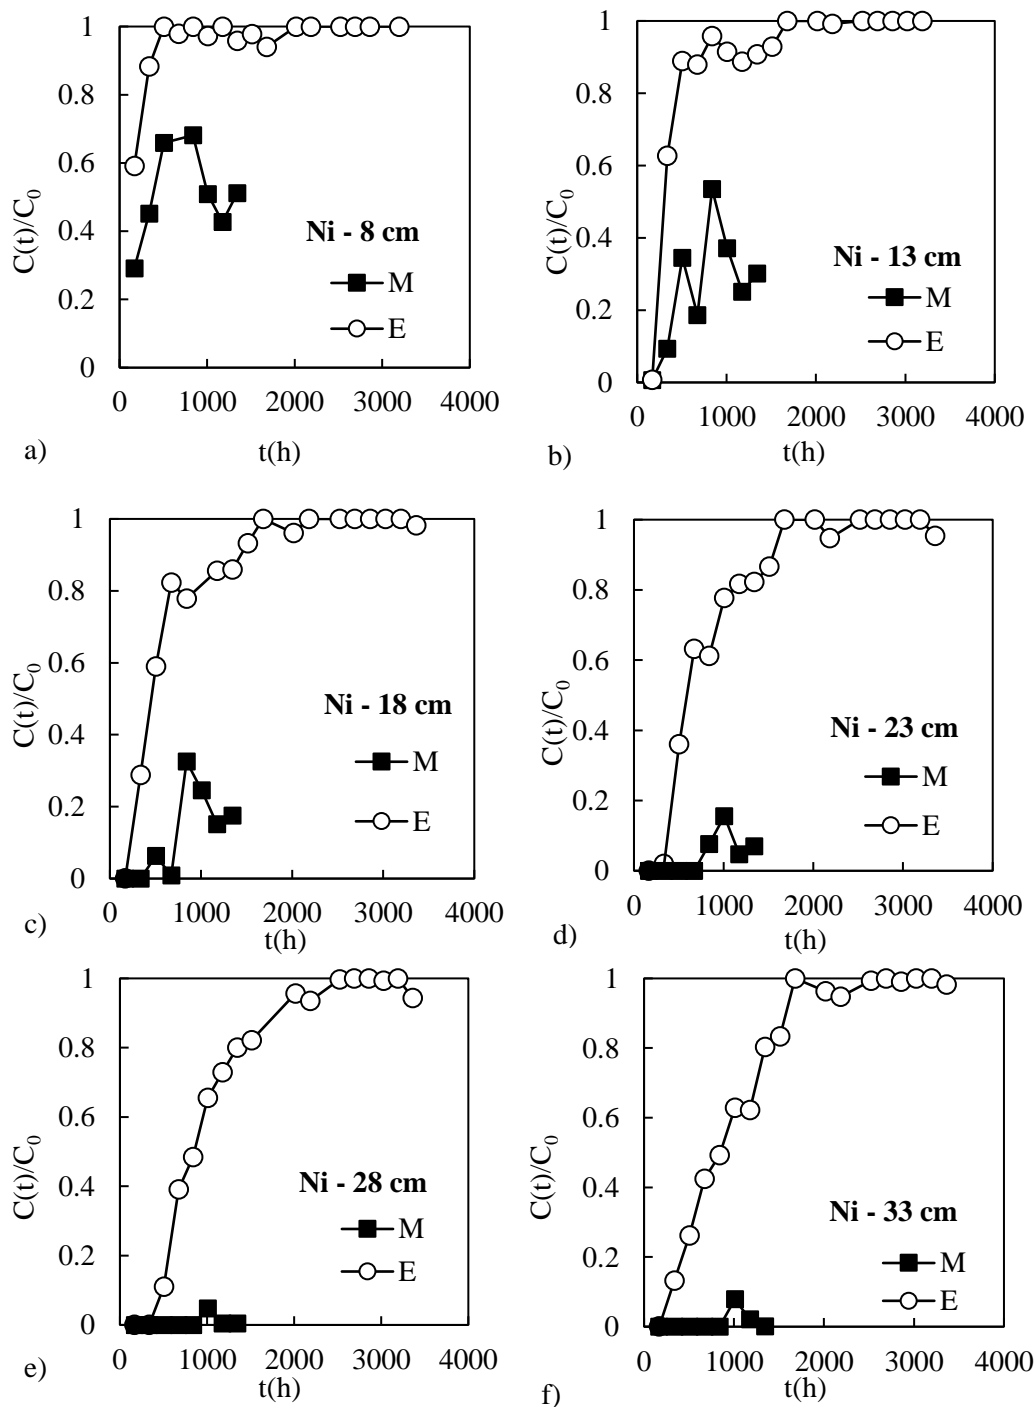 1
0.8
0.6
0.4
0.2
0
C(t)/C0
0 1000 2000 3000 4000
t(h)
Ni - 8 cm
M
E
a)
1
0.8
0.6
0.4
0.2
0
C(t)/C0
0 1000 2000 3000 4000
t(h)
Ni - 13 cm
M
E
b)
1
0.8
0.6
0.4
0.2
0
C(t)/C0
0 1000 2000 3000 4000
t(h)
Ni - 18 cm
M
E
c)
1
0.8
0.6
0.4
0.2
0
C(t)/C0
0 1000 2000 3000 4000
t(h)
Ni - 23 cm
M
E
d)
1
0.8
0.6
0.4
0.2
0
C(t)/C0
0 1000 2000 3000 4000
t(h)
Ni - 28 cm
M
E
e)
1
0.8
0.6
0.4
0.2
0
C(t)/C0
0 1000 2000 3000 4000
t(h)
Ni - 33 cm
M
E
f)